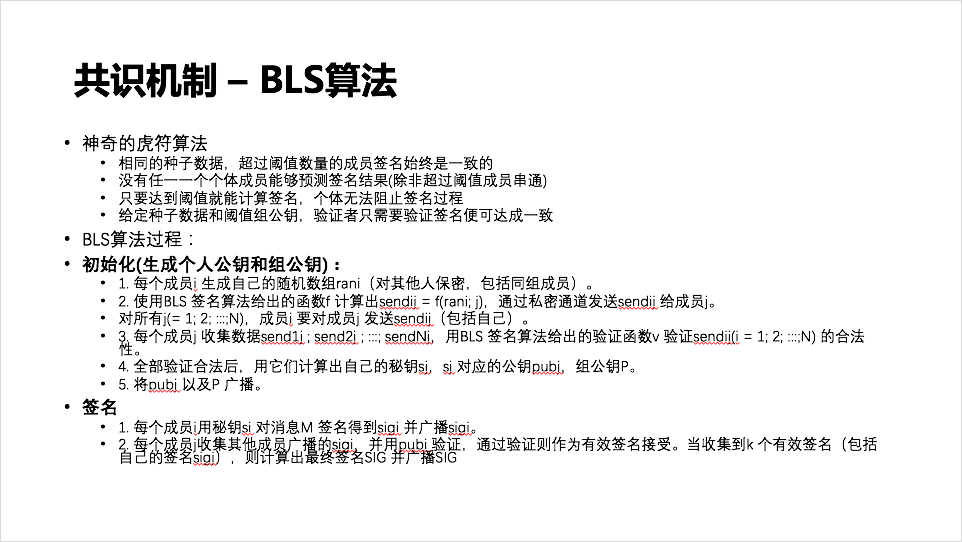 共识机制 – BLS算法
• 神奇的虎符算法
• 相同的种子数据，超过阈值数量的成员签名始终是一致的
• 没有任一一个个体成员能够预测签名结果(除非超过阈值成员串通)
• 只要达到阈值就能计算签名，个体无法阻止签名过程
• 给定种子数据和阈值组公钥，验证者只需要验证签名便可达成一致
• BLS算法过程：
• 初始化(生成个人公钥和组公钥)：
• 1. 每个成员i 生成自己的随机数组rani（对其他人保密，包括同组成员）。
• 2. 使用BLS 签名算法给出的函数f 计算出sendij = f(rani; j)，通过私密通道发送sendij 给成员j。
• 对所有j(= 1; 2; :::;N)，成员i 要对成员j 发送sendij（包括自己）。
• 3. 每个成员j 收集数据send1j ; send2j ; :::; sendNj，用BLS 签名算法给出的验证函数v 验证sendij(i = 1; 2; :::;N) 的合法
性。
• 4. 全部验证合法后，用它们计算出自己的秘钥sj，sj 对应的公钥pubj，组公钥P。
• 5. 将pubj 以及P 广播。
• 签名
• 1. 每个成员i用秘钥si 对消息M 签名得到sigi 并广播sigi。
• 2. 每个成员j收集其他成员广播的sigi，并用pubi 验证，通过验证则作为有效签名接受。当收集到k 个有效签名（包括
自己的签名sigj），则计算出最终签名SIG 并广播SIG